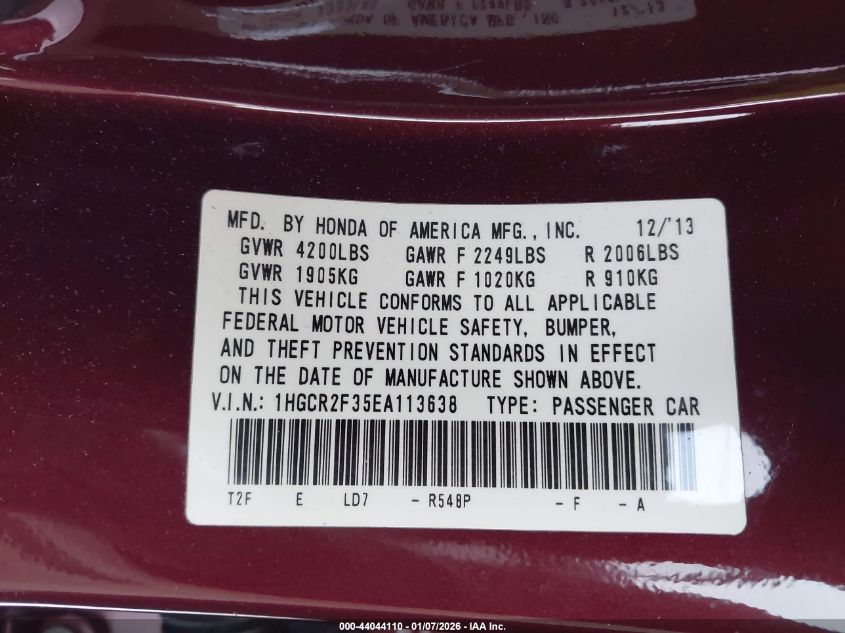 MFD. BY HONDA OF AMERICA MFG., INC. 12/'13
GVWR 4200LBS GAWR F 2249LBS R 2006LBS
GVWR 1905KG GAWR F 1020KG R 910KG
THIS VEHICLE CONFORMS TO ALL APPLICABLE
FEDERAL MOTOR VEHICLE SAFETY, BUMPER,
AND THEFT PREVENTION STANDARDS IN EFFECT
ON THE DATE OF MANUFACTURE SHOWN ABOVE.
V.I.N.: 1HGCR2F35EA113638 TYPE: PASSENGER CAR
T2F E LD7 - R548P - F - A
000-44044110 - 01/07/2026 - IAA Inc.